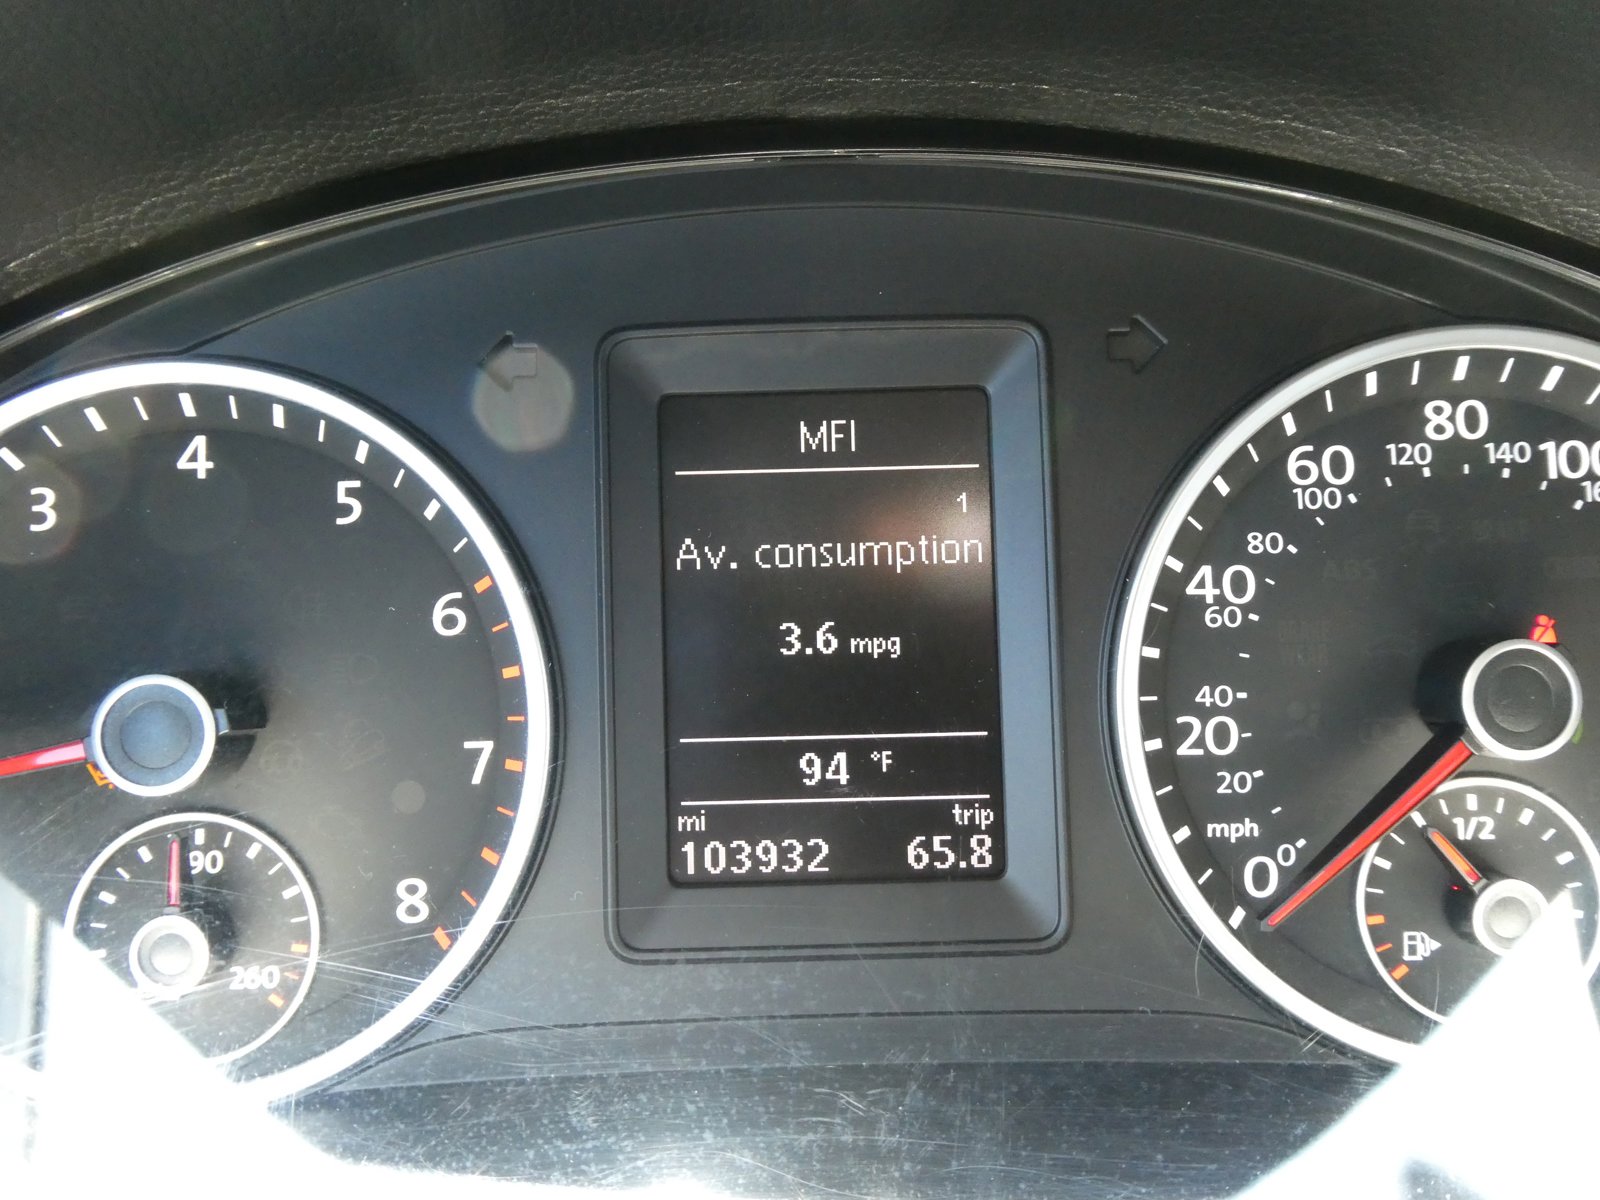 MFI
1
Av. consumption
3.6 mpg
94 °F
mi trip
103932 65.8
3 4 5 6 7 8
90 260
mph
0 20 40 60 80 100
0 20 40 60 80 100 120 140
1/2